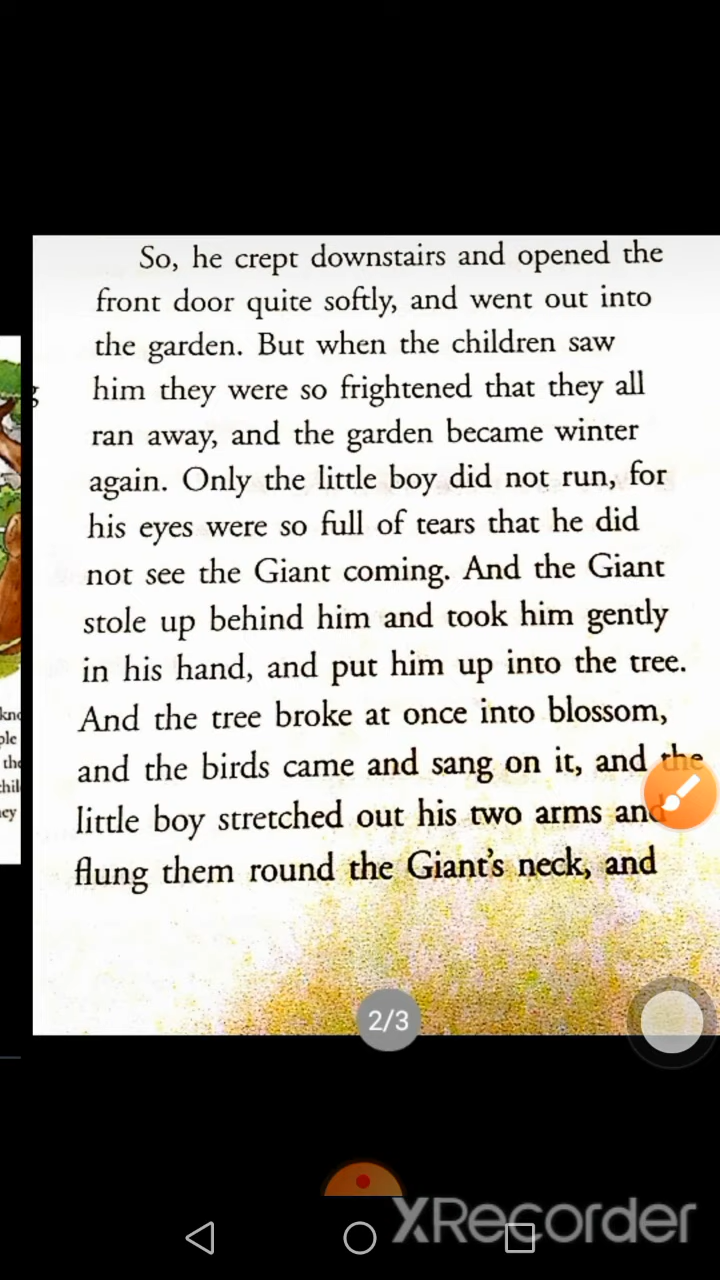 So, he crept downstairs and opened the
front door quite softly, and went out into
the garden. But when the children saw
him they were so frightened that they all
ran away, and the garden became winter
again. Only the little boy did not run, for
his eyes were so full of tears that he did
not see the Giant coming. And the Giant
stole up behind him and took him gently
in his hand, and put him up into the tree.
And the tree broke at once into blossom,
and the birds came and sang on it, and the
little boy stretched out his two arms and
flung them round the Giant's neck, and
2/3
XRecorder